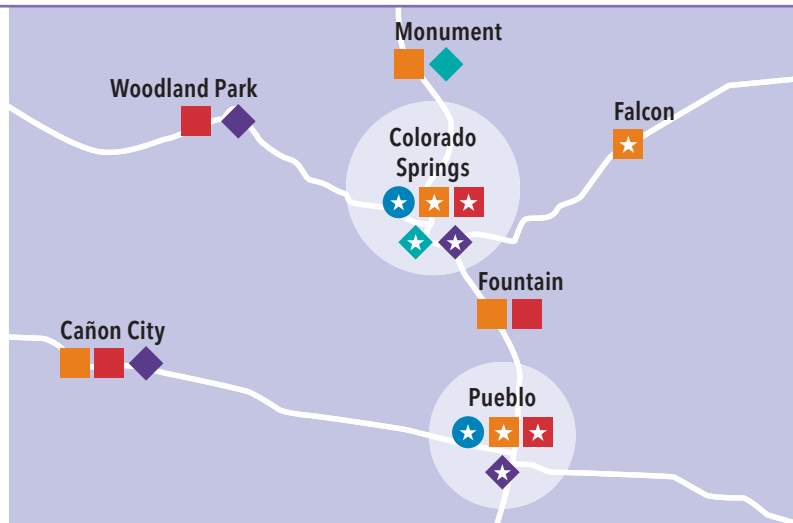 Monument
Woodland Park
Falcon
Colorado
Springs
Fountain
Cañon City
Pueblo